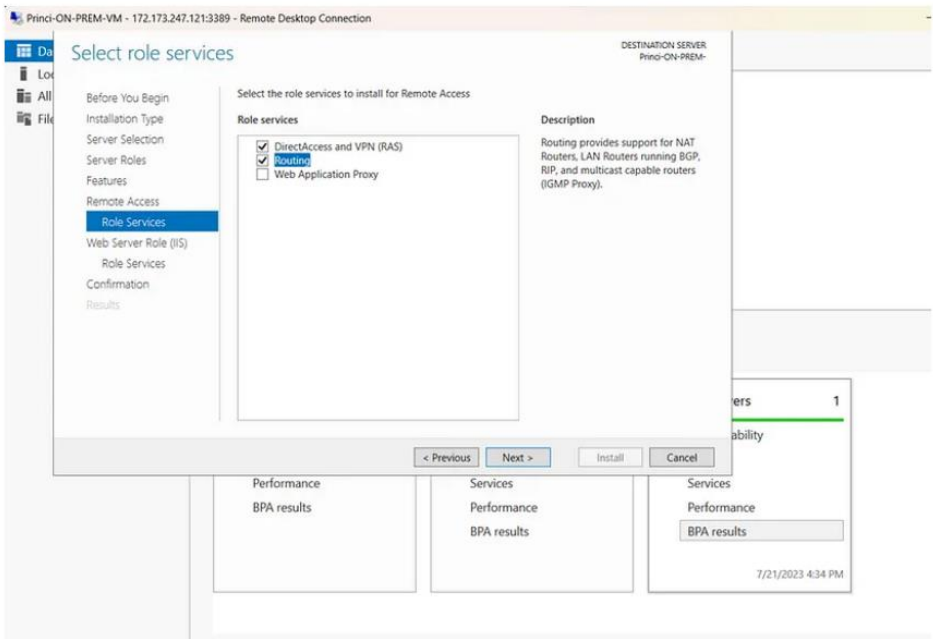 Princi-ON-PREM-VM - 172.173.247.121:3389 - Remote Desktop Connection
Da
Loc
All
File
Select role services
DESTINATION SERVER
Princi-ON-PREM-
Before You Begin
Installation Type
Server Selection
Server Roles
Features
Remote Access
Role Services
Web Server Role (IIS)
Role Services
Confirmation
Results
Select the role services to install for Remote Access
Role services
DirectAccess and VPN (RAS)
Routing
Web Application Proxy
Description
Routing provides support for NAT
Routers, LAN Routers running BGP,
RIP, and multicast capable routers
(IGMP Proxy).
< Previous
Next >
Install
Cancel
vers 1
ability
Performance
BPA results
Services
Performance
BPA results
Services
Performance
BPA results
7/21/2023 4:34 PM